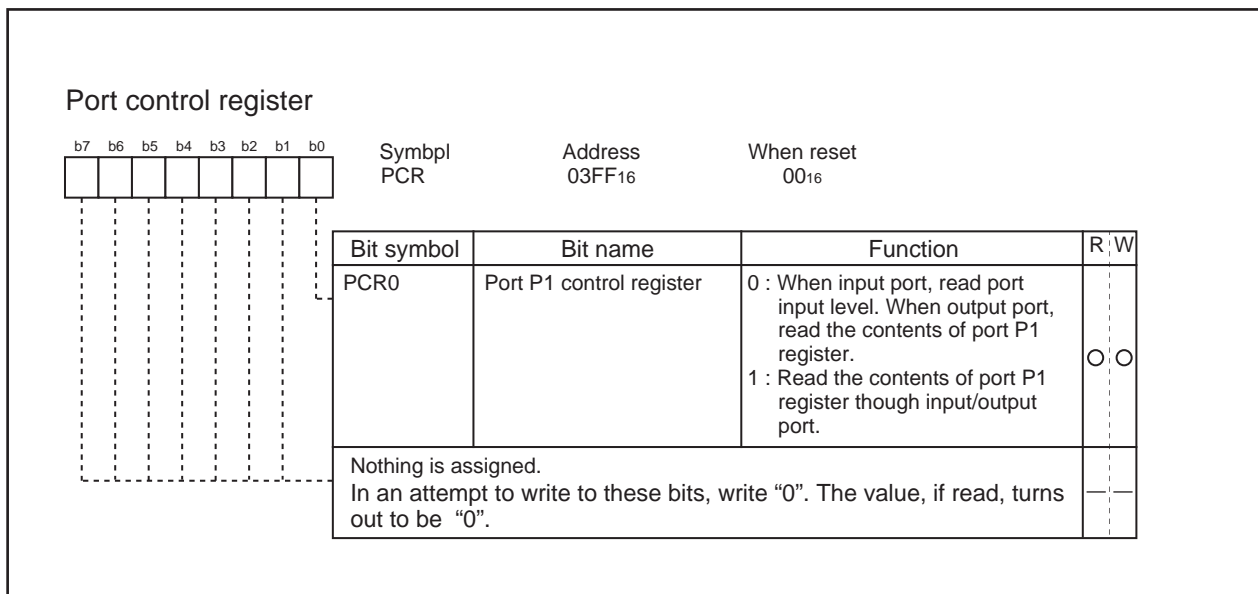 Port control register
b7 b6 b5 b4 b3 b2 b1 b0
Symbpl Address When reset
PCR 03FF16 0016
Bit symbol Bit name Function R W
PCR0 Port P1 control register 0 : When input port, read port
input level. When output port,
read the contents of port P1
register.
1 : Read the contents of port P1
register though input/output
port.
Nothing is assigned.
In an attempt to write to these bits, write “0”. The value, if read, turns
out to be “0”.